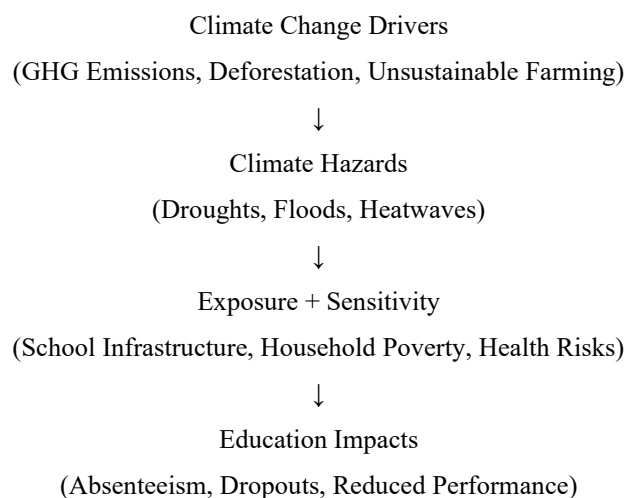 Climate Change Drivers
(GHG Emissions, Deforestation, Unsustainable Farming)
↓
Climate Hazards
(Droughts, Floods, Heatwaves)
↓
Exposure + Sensitivity
(School Infrastructure, Household Poverty, Health Risks)
↓
Education Impacts
(Absenteeism, Dropouts, Reduced Performance)